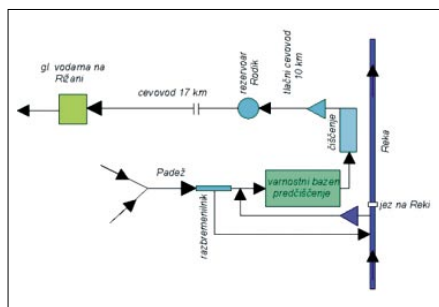 gl. vodarna na
Rižani
cevovod 17 km
rezervoar
Rodik
tlačni cevovod
10 km
čiščenje
Reka
Padež
razbremenilnik
varnostni bazen
predčiščenje
jez na Reki